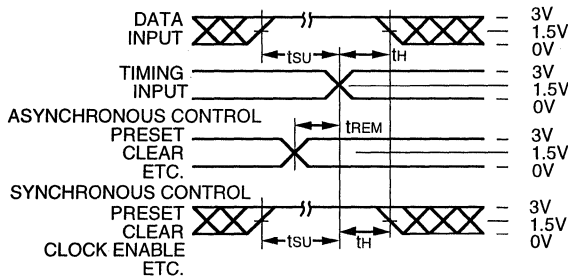 DATA
INPUT
3V
1.5V
0V
tSU
tH
TIMING
INPUT
3V
1.5V
0V
ASYNCHRONOUS CONTROL
PRESET
CLEAR
ETC.
tREM
3V
1.5V
0V
SYNCHRONOUS CONTROL
PRESET
CLEAR
CLOCK ENABLE
ETC.
tSU
tH
3V
1.5V
0V